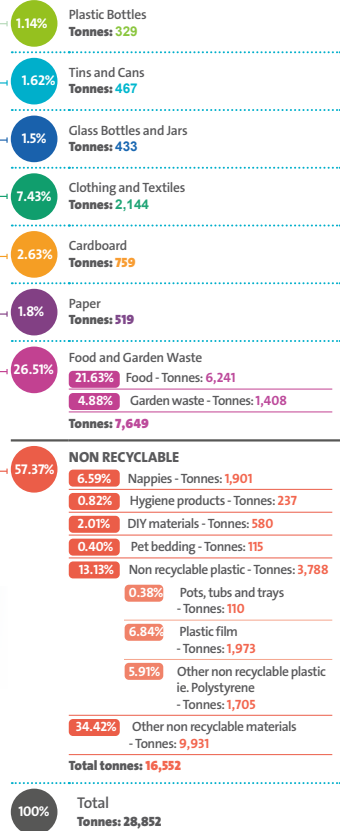 1.14%
Plastic Bottles
Tonnes: 329
1.62%
Tins and Cans
Tonnes: 467
1.5%
Glass Bottles and Jars
Tonnes: 433
7.43%
Clothing and Textiles
Tonnes: 2,144
2.63%
Cardboard
Tonnes: 759
1.8%
Paper
Tonnes: 519
26.51%
Food and Garden Waste
21.63% Food - Tonnes: 6,241
4.88% Garden waste - Tonnes: 1,408
Tonnes: 7,649
57.37%
NON RECYCLABLE
6.59% Nappies - Tonnes: 1,901
0.82% Hygiene products - Tonnes: 237
2.01% DIY materials - Tonnes: 580
0.40% Pet bedding - Tonnes: 115
13.13% Non recyclable plastic - Tonnes: 3,788
0.38% Pots, tubs and trays
- Tonnes: 110
6.84% Plastic film
- Tonnes: 1,973
5.91% Other non recyclable plastic
ie. Polystyrene
- Tonnes: 1,705
34.42% Other non recyclable materials
- Tonnes: 9,931
Total tonnes: 16,552
100%
Total
Tonnes: 28,852